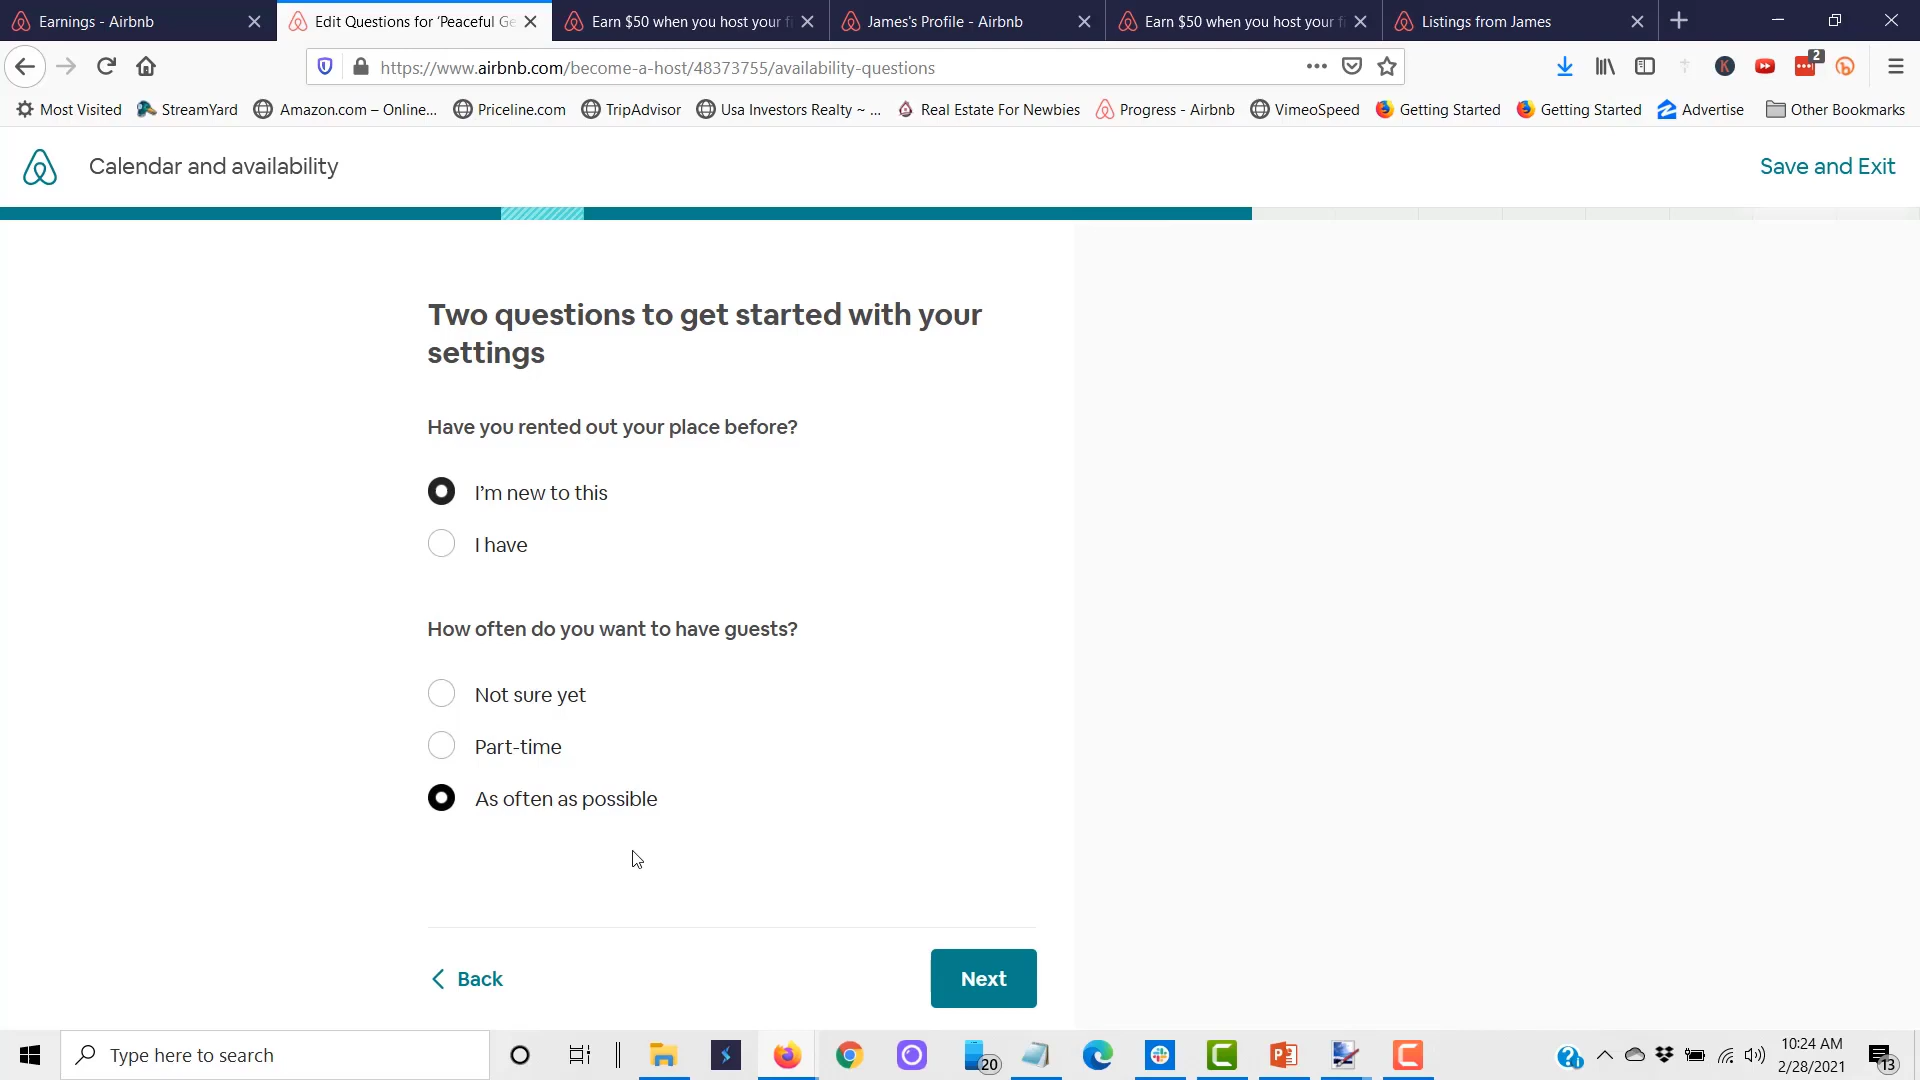 Earnings - Airbnb
Edit Questions for 'Peaceful Ge
Earn $50 when you host your f
James's Profile - Airbnb
Earn $50 when you host your f
Listings from James
https://www.airbnb.com/become-a-host/48373755/availability-questions
2
Most Visited
StreamYard
Amazon.com – Online...
Priceline.com
TripAdvisor
Usa Investors Realty ~ ...
Real Estate For Newbies
Progress - Airbnb
VimeoSpeed
Getting Started
Getting Started
Advertise
Other Bookmarks
Calendar and availability
Save and Exit
Two questions to get started with your
settings
Have you rented out your place before?
I'm new to this
I have
How often do you want to have guests?
Not sure yet
Part-time
As often as possible
Back
Next
Type here to search
20
10:24 AM
2/28/2021
13